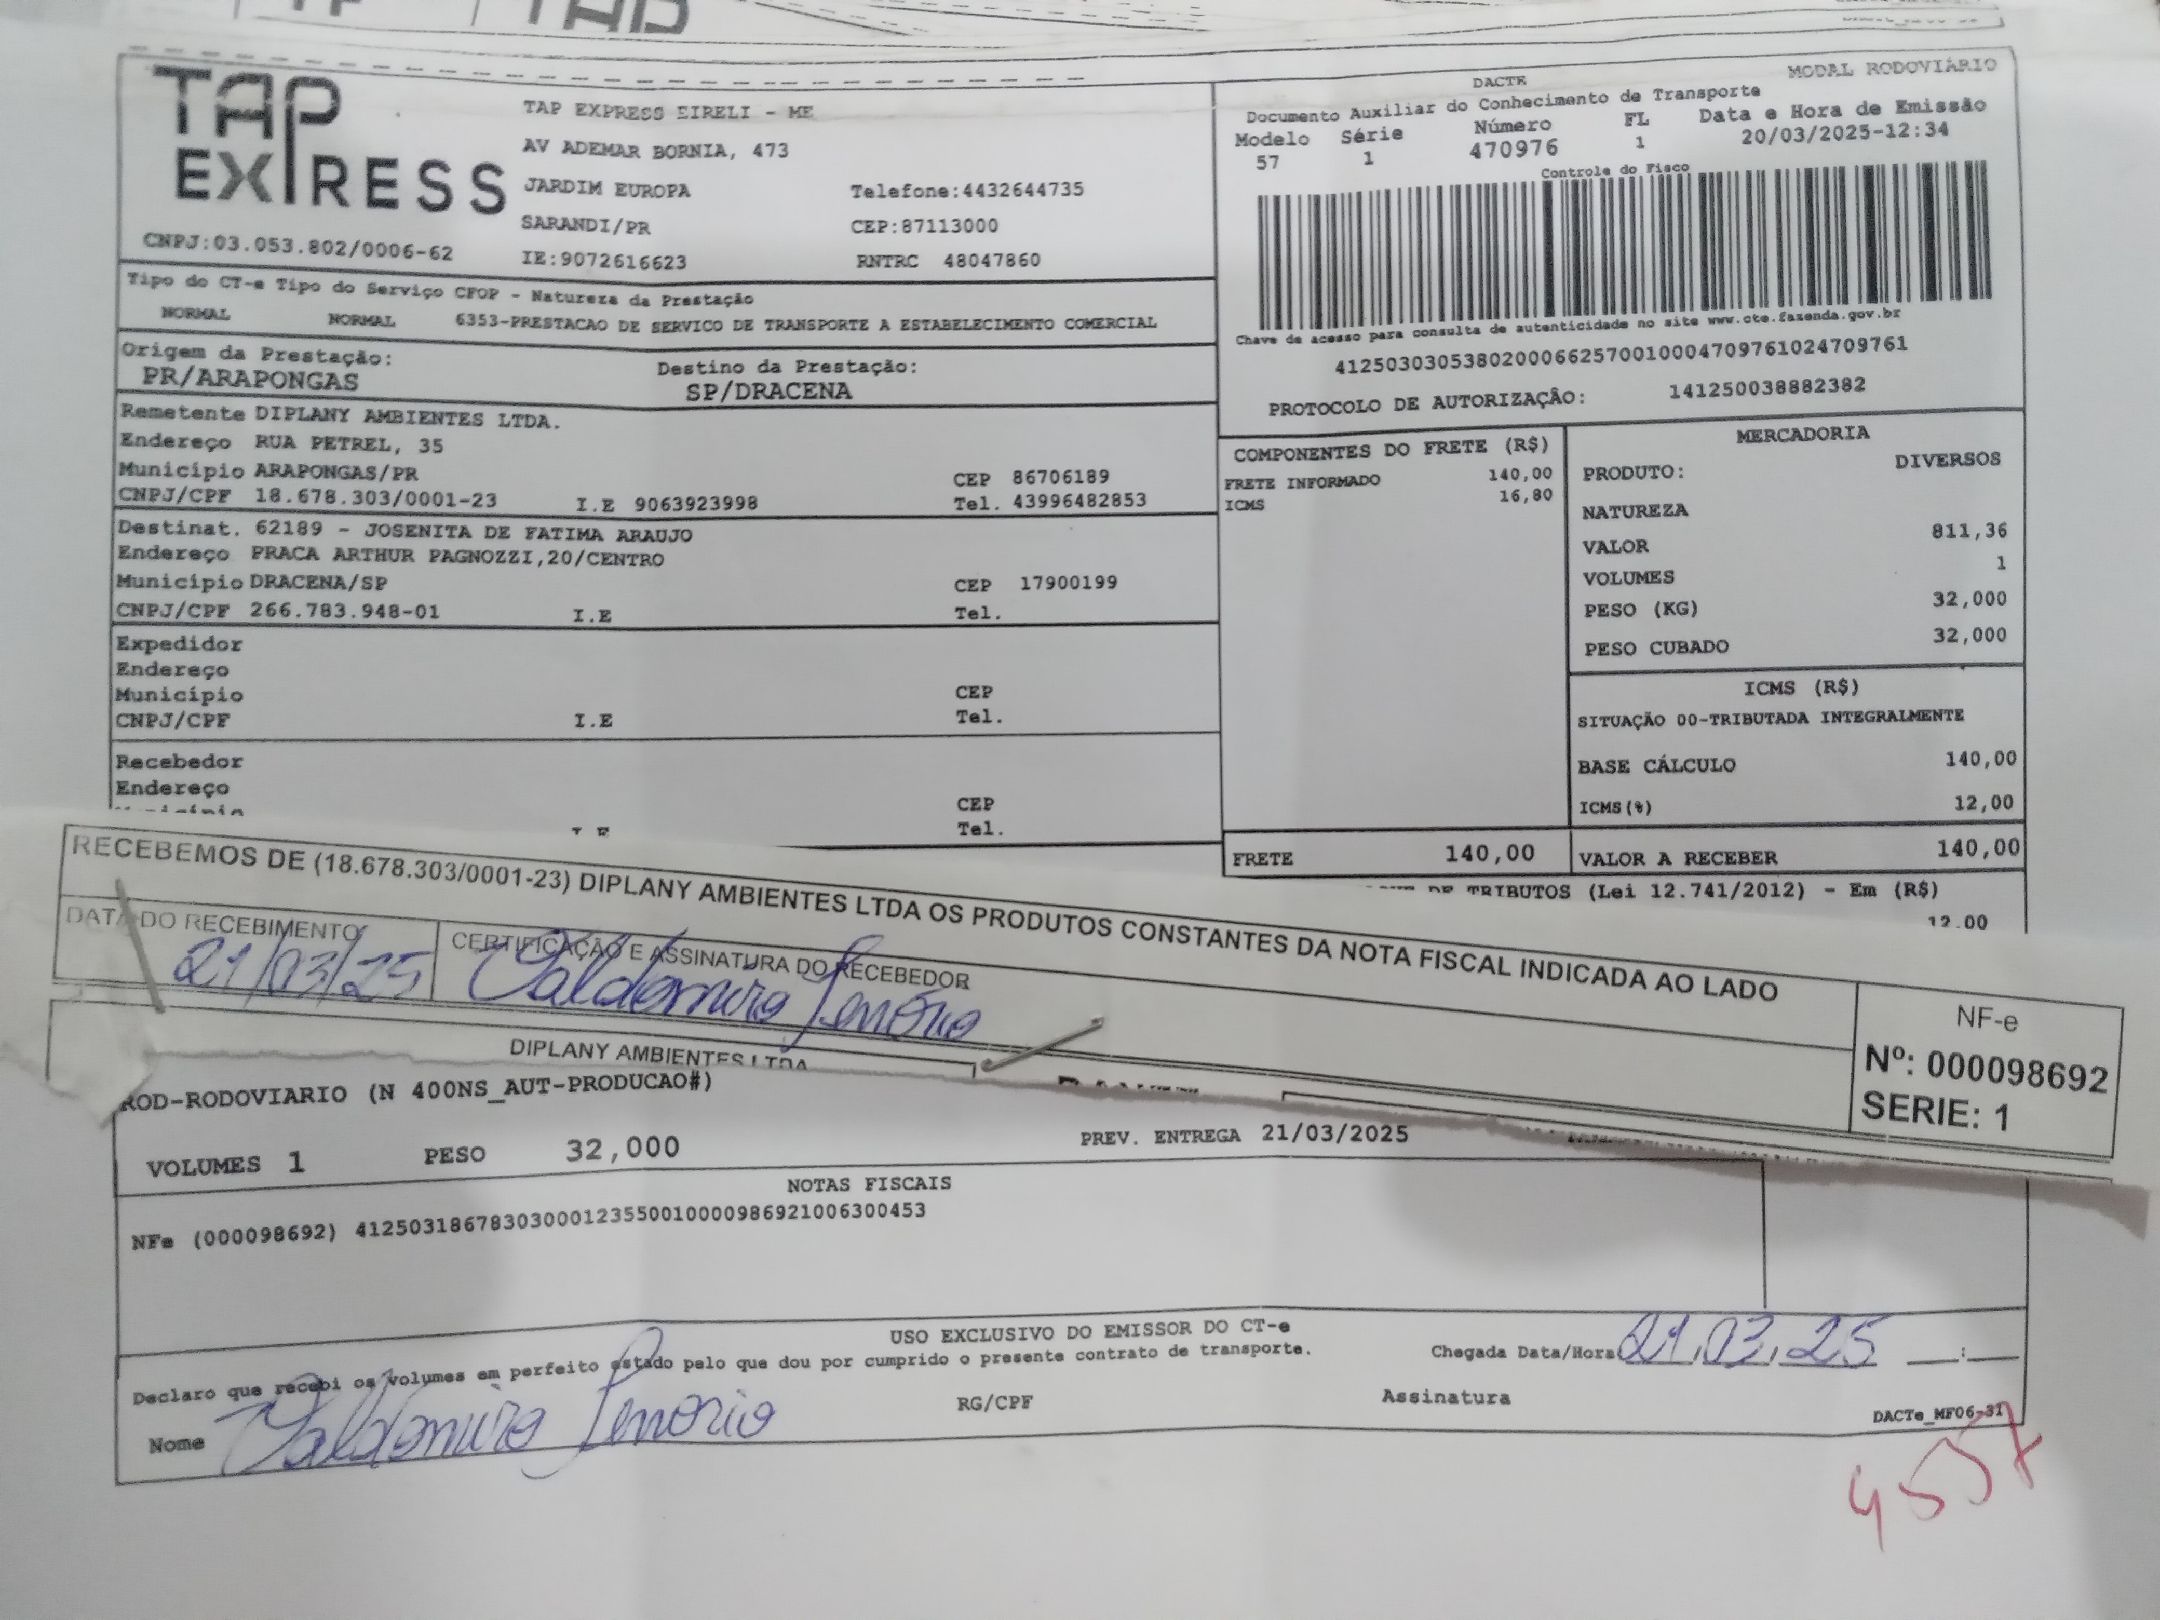 TAP
EXPRESS
CNPJ:03.053.802/0006-62
TAP EXPRESS EIRELI - ME
AV ADEMAR BORNIA, 473
JARDIM EUROPA Telefone:4432644735
SARANDI/PR CEP:87113000
IE:9072616623 RNTRC 48047860
DACTE MODAL RODOVIÁRIO
Documento Auxiliar do Conhecimento de Transporte
Modelo Série Número FL Data e Hora de Emissão
57 1 470976 1 20/03/2025-12:34
Controle do Fisco
Chave de acesso para consulta de autenticidade no site www.cte.fazenda.gov.br
41250303053802000662570010004709761024709761
PROTOCOLO DE AUTORIZAÇÃO: 141250038882382
Tipo do CT-e Tipo do Serviço CFOP - Natureza da Prestação
NORMAL NORMAL 6353-PRESTACAO DE SERVICO DE TRANSPORTE A ESTABELECIMENTO COMERCIAL
Origem da Prestação: Destino da Prestação:
PR/ARAPONGAS SP/DRACENA
Remetente DIPLANY AMBIENTES LTDA.
Endereço RUA PETREL, 35
Município ARAPONGAS/PR CEP 86706189
CNPJ/CPF 18.678.303/0001-23 I.E 9063923998 Tel. 43996482853
Destinat. 62189 - JOSENITA DE FATIMA ARAUJO
Endereço PRACA ARTHUR PAGNOZZI,20/CENTRO
Município DRACENA/SP CEP 17900199
CNPJ/CPF 266.783.948-01 I.E Tel.
Expedidor
Endereço
Município CEP
CNPJ/CPF I.E Tel.
Recebedor
Endereço
Município CEP
I.E Tel.
COMPONENTES DO FRETE (R$)
FRETE INFORMADO 140,00
ICMS 16,80
FRETE 140,00
MERCADORIA
PRODUTO: DIVERSOS
NATUREZA
VALOR 811,36
VOLUMES 1
PESO (KG) 32,000
PESO CUBADO 32,000
ICMS (R$)
SITUAÇÃO 00-TRIBUTADA INTEGRALMENTE
BASE CÁLCULO 140,00
ICMS(%) 12,00
VALOR A RECEBER 140,00
DE TRIBUTOS (Lei 12.741/2012) - Em (R$)
12.00
RECEBEMOS DE (18.678.303/0001-23) DIPLANY AMBIENTES LTDA OS PRODUTOS CONSTANTES DA NOTA FISCAL INDICADA AO LADO
DATA DO RECEBIMENTO CERTIFICAÇÃO E ASSINATURA DO RECEBEDOR
21/03/25 Valdomiro Tenorio
NF-e
Nº: 000098692
SERIE: 1
DIPLANY AMBIENTES LTDA
ROD-RODOVIARIO (N 400NS_AUT-PRODUCAO#)
VOLUMES 1 PESO 32,000 PREV. ENTREGA 21/03/2025
NOTAS FISCAIS
NFe (000098692) 41250318678303000123550010000986921006300453
USO EXCLUSIVO DO EMISSOR DO CT-e
Declaro que recebi os volumes em perfeito estado pelo que dou por cumprido o presente contrato de transporte.
Chegada Data/Hora 21,03,25 :
Nome Valdomiro Tenorio RG/CPF Assinatura
DACTe_MF06-31
4557